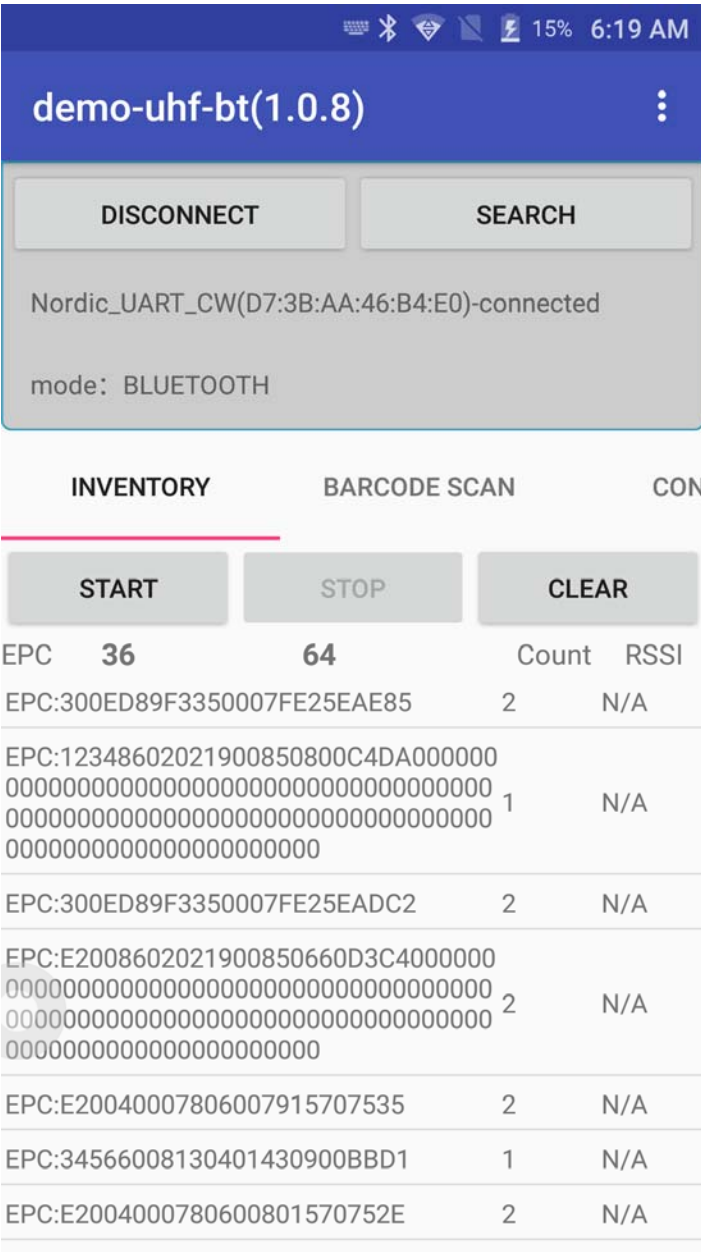 15% 6:19 AM
demo-uhf-bt(1.0.8)
DISCONNECT SEARCH
Nordic_UART_CW(D7:3B:AA:46:B4:E0)-connected
mode: BLUETOOTH
INVENTORY BARCODE SCAN CON
START STOP CLEAR
EPC 36 64 Count RSSI
EPC:300ED89F3350007FE25EAE85 2 N/A
EPC:12348602021900850800C4DA000000
0000000000000000000000000000000000
0000000000000000000000000000000000 1 N/A
0000000000000000000000
EPC:300ED89F3350007FE25EADC2 2 N/A
EPC:E2008602021900850660D3C4000000
0000000000000000000000000000000000
0000000000000000000000000000000000 2 N/A
0000000000000000000000
EPC:E20040007806007915707535 2 N/A
EPC:34566008130401430900BBD1 1 N/A
EPC:E2004000780600801570752E 2 N/A